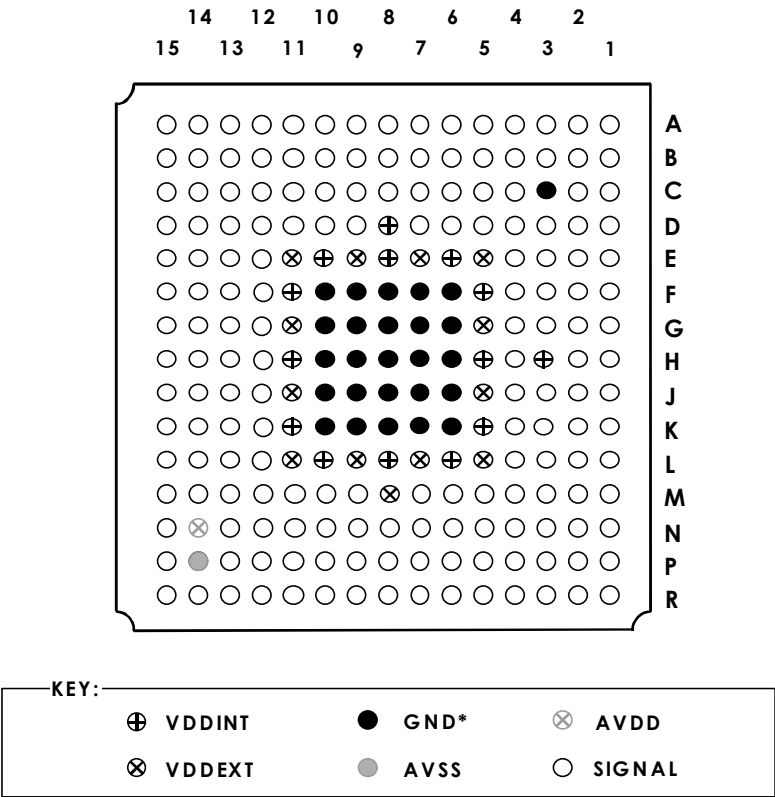 14 12 10 8 6 4 2
15 13 11 9 7 5 3 1
A
B
C
D
E
F
G
H
J
K
L
M
N
P
R
KEY:
VDDINT GND* AVDD
VDDEXT AVSS SIGNAL